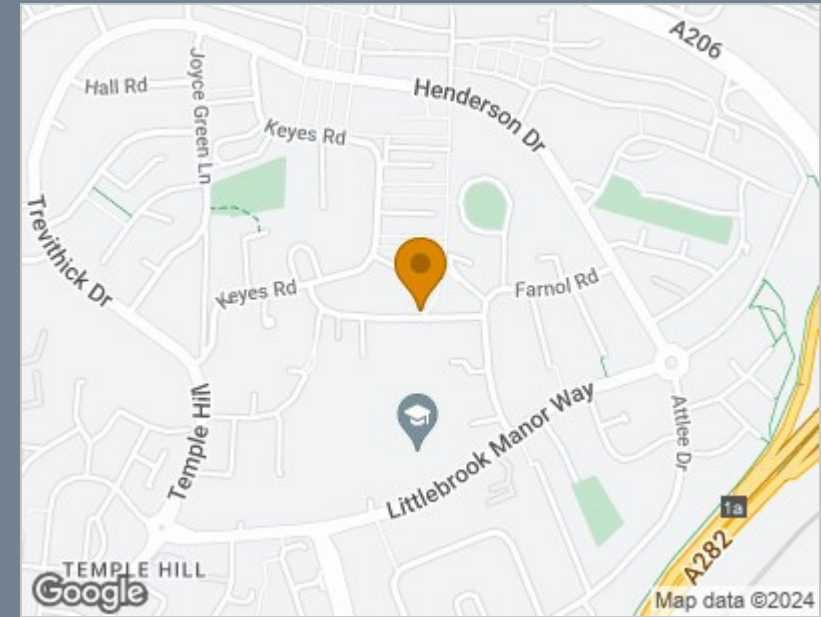 A206
Hall Rd
Joyce Green Ln
Henderson Dr
Keyes Rd
Trevithick Dr
Keyes Rd
Farnol Rd
Temple Hill
Littlebrook Manor Way
Attlee Dr
1a
A282
TEMPLE HILL
Google
Map data ©2024